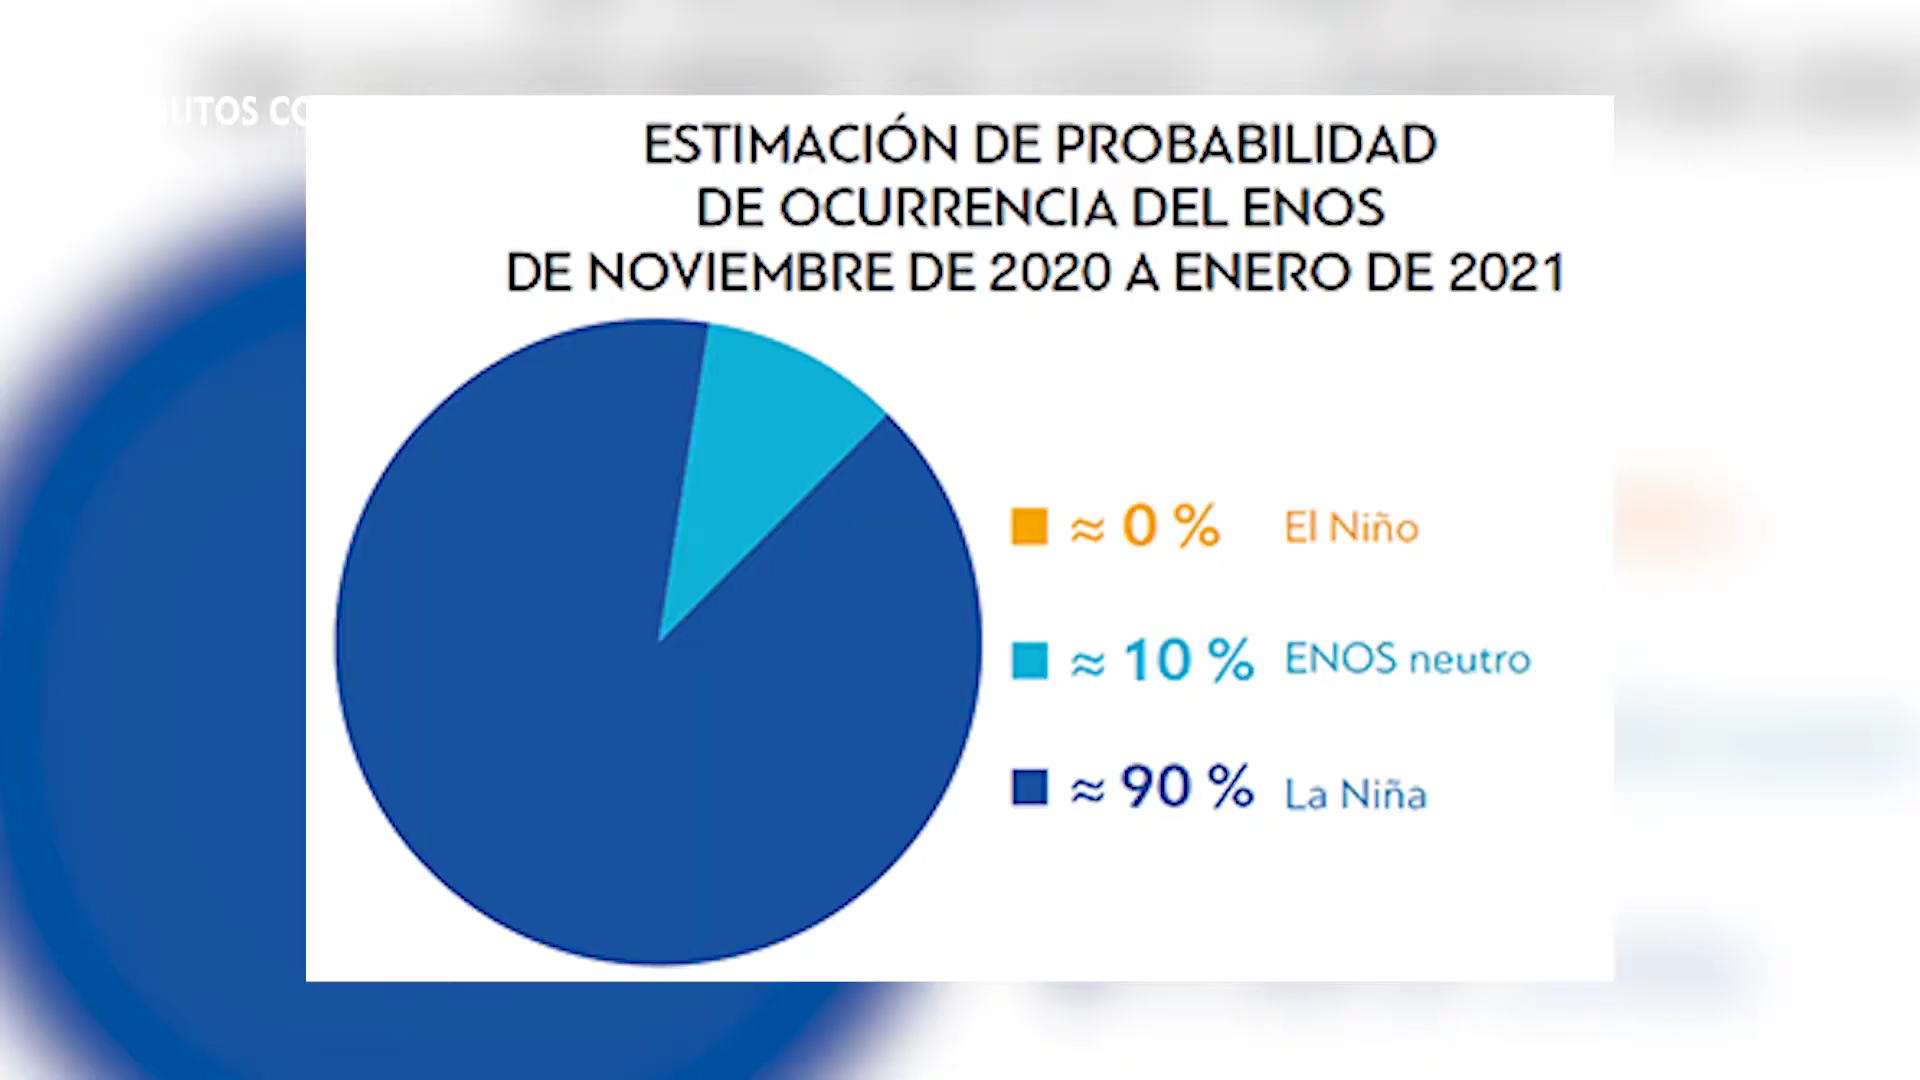 ESTIMACIÓN DE PROBABILIDAD
DE OCURRENCIA DEL ENOS
DE NOVIEMBRE DE 2020 A ENERO DE 2021
≈ 0 % El Niño
≈ 10 % ENOS neutro
≈ 90 % La Niña